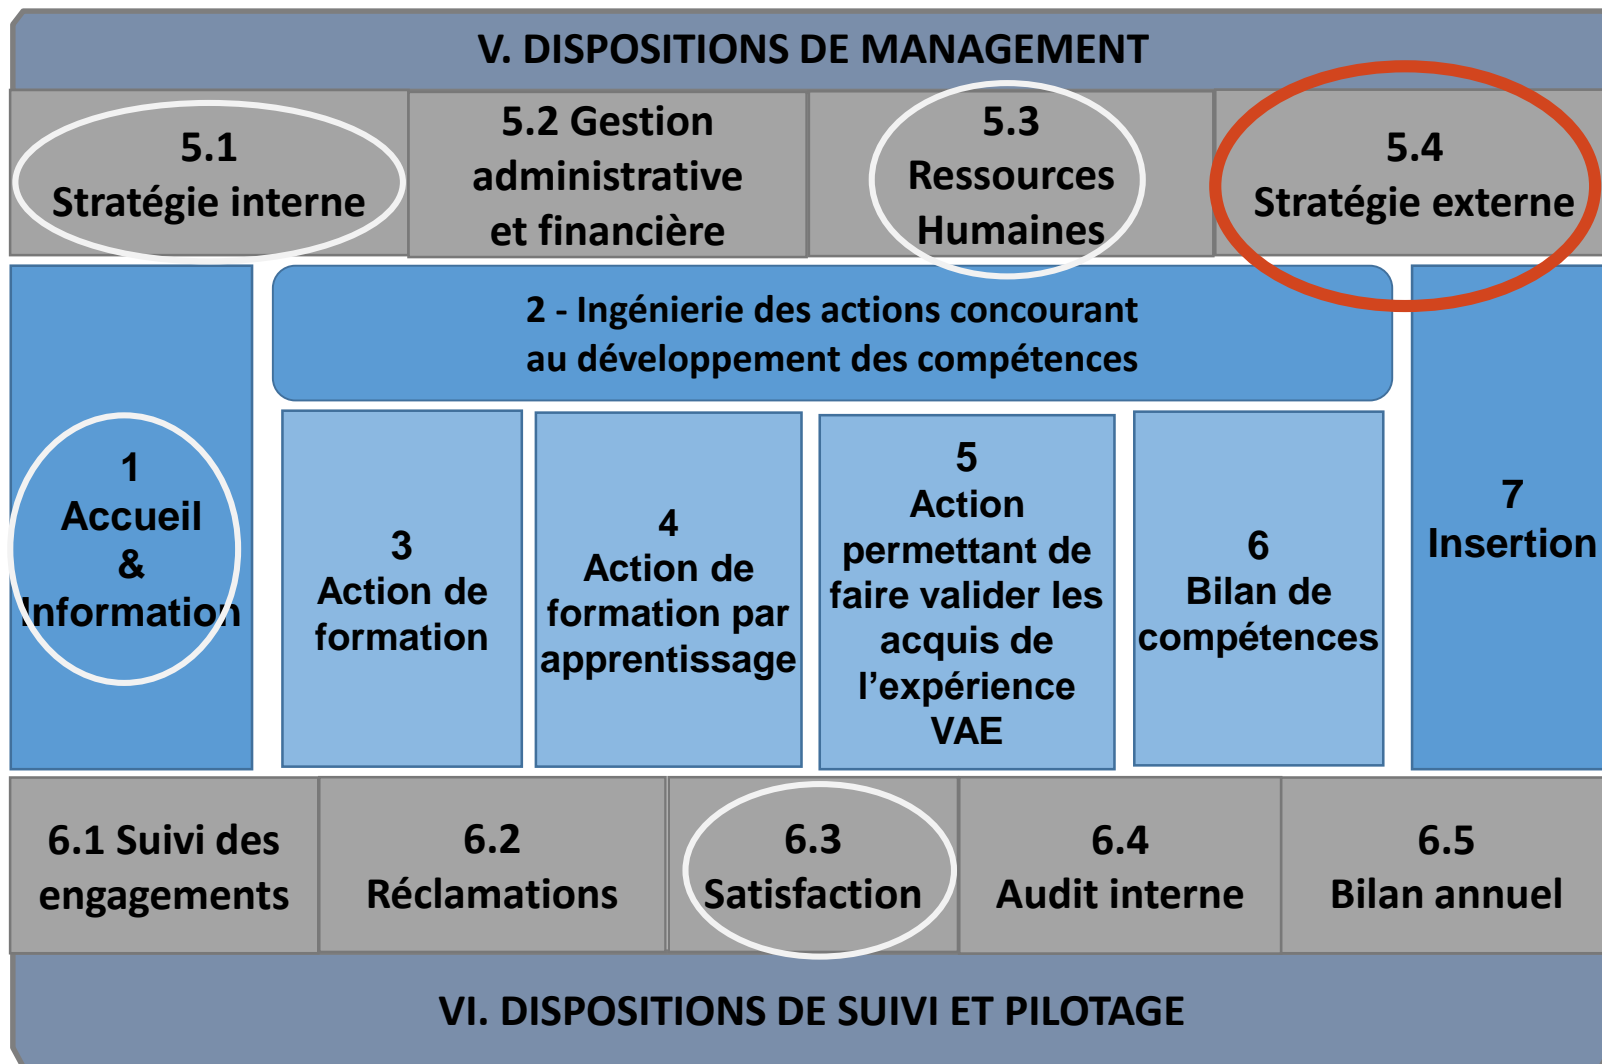 V. DISPOSITIONS DE MANAGEMENT
5.1
Stratégie interne
5.2 Gestion
administrative
et financière
5.3
Ressources
Humaines
5.4
Stratégie externe
2 - Ingénierie des actions concourant
au développement des compétences
1
Accueil
&
Information
3
Action de
formation
4
Action de
formation par
apprentissage
5
Action
permettant de
faire valider les
acquis de
l’expérience
VAE
6
Bilan de
compétences
7
Insertion
6.1 Suivi des
engagements
6.2
Réclamations
6.3
Satisfaction
6.4
Audit interne
6.5
Bilan annuel
VI. DISPOSITIONS DE SUIVI ET PILOTAGE